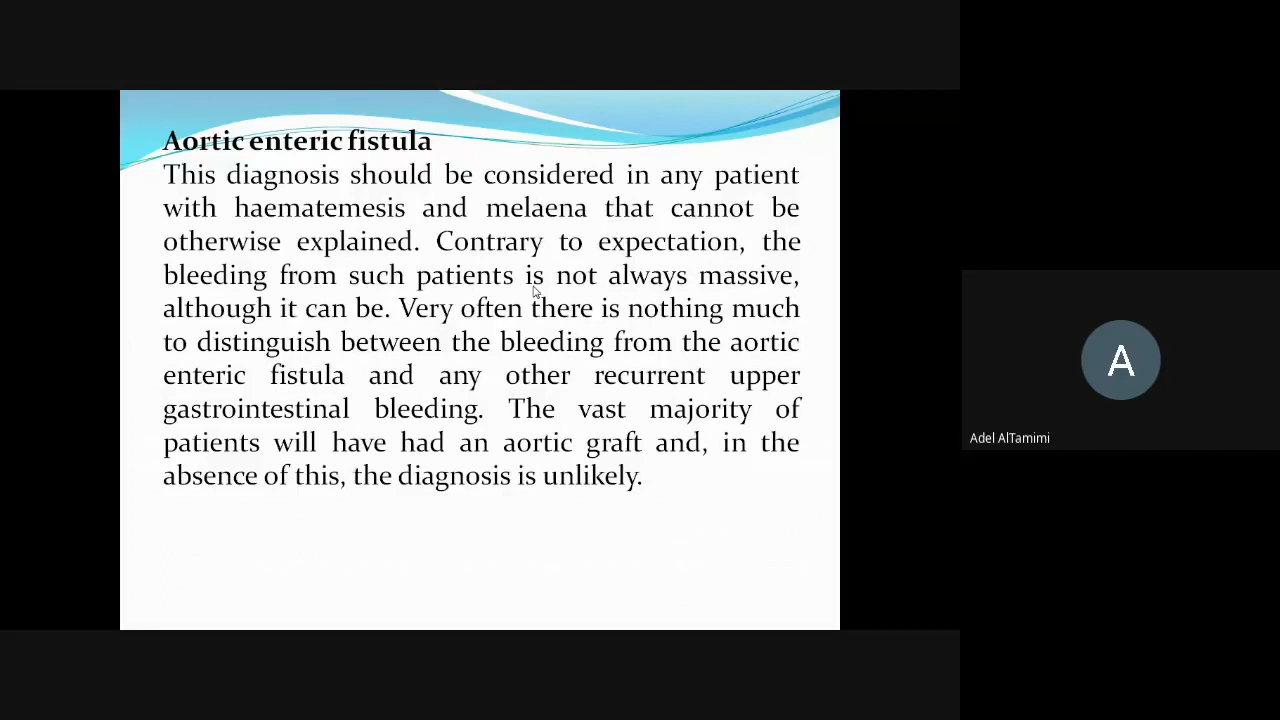 Aortic enteric fistula
This diagnosis should be considered in any patient
with haematemesis and melaena that cannot be
otherwise explained. Contrary to expectation, the
bleeding from such patients is not always massive,
although it can be. Very often there is nothing much
to distinguish between the bleeding from the aortic
enteric fistula and any other recurrent upper
gastrointestinal bleeding. The vast majority of
patients will have had an aortic graft and, in the
absence of this, the diagnosis is unlikely.
A
Adel AlTamimi